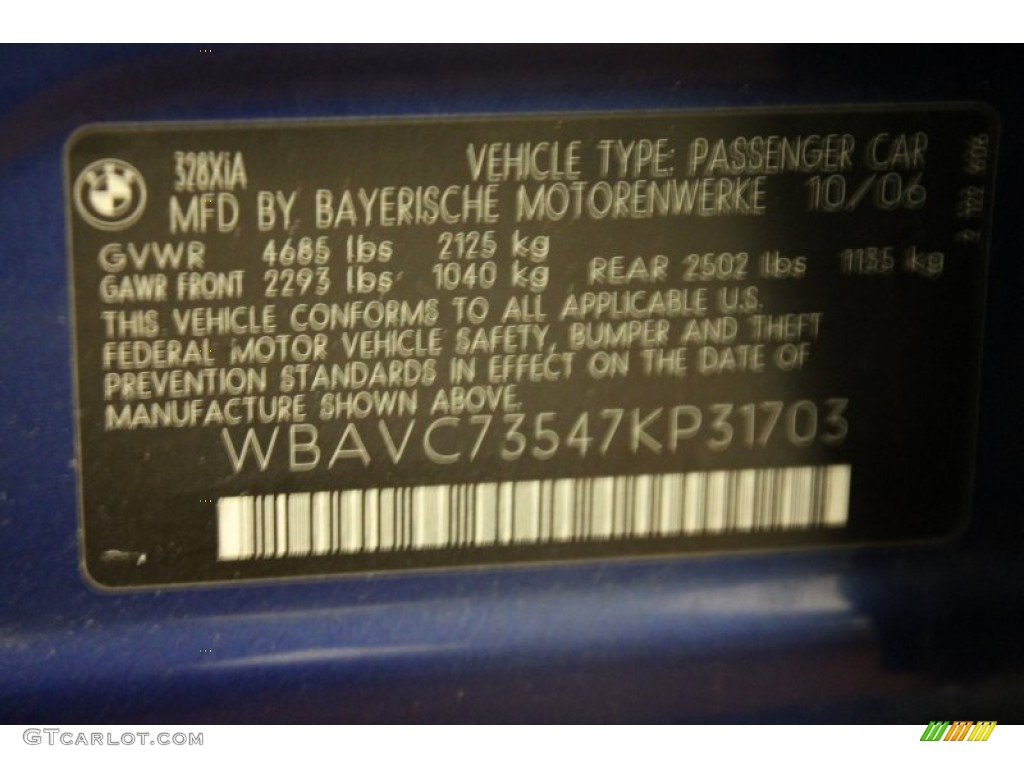 328XiA VEHICLE TYPE: PASSENGER CAR
MFD BY BAYERISCHE MOTORENWERKE 10/06
GVWR 4685 lbs 2125 kg
GAWR FRONT 2293 lbs 1040 kg REAR 2502 lbs 1135 kg
THIS VEHICLE CONFORMS TO ALL APPLICABLE U.S.
FEDERAL MOTOR VEHICLE SAFETY, BUMPER AND THEFT
PREVENTION STANDARDS IN EFFECT ON THE DATE OF
MANUFACTURE SHOWN ABOVE.
WBAVC73547KP31703
GTCarlot.com